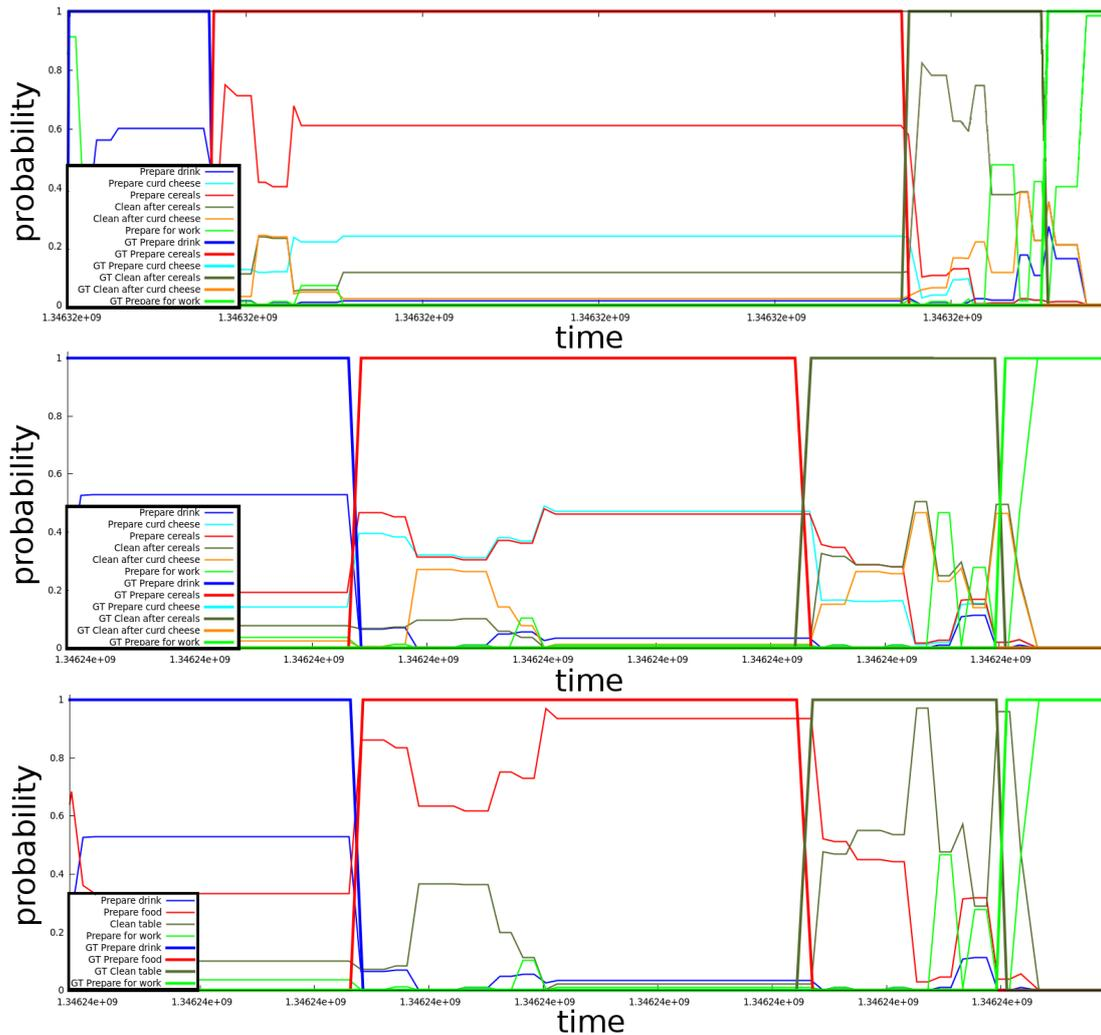 1
0.8
0.6
0.4
0.2
0
probability
Prepare drink
Prepare curd cheese
Prepare cereals
Clean after cereals
Clean after curd cheese
Prepare for work
GT Prepare drink
GT Prepare cereals
GT Prepare curd cheese
GT Clean after cereals
GT Clean after curd cheese
GT Prepare for work
1.34632e+09 1.34632e+09 1.34632e+09 1.34632e+09 1.34632e+09 1.34632e+09
time
1
0.8
0.6
0.4
0.2
0
probability
Prepare drink
Prepare curd cheese
Prepare cereals
Clean after cereals
Clean after curd cheese
Prepare for work
GT Prepare drink
GT Prepare cereals
GT Prepare curd cheese
GT Clean after cereals
GT Clean after curd cheese
GT Prepare for work
1.34624e+09 1.34624e+09 1.34624e+09 1.34624e+09 1.34624e+09 1.34624e+09 1.34624e+09 1.34624e+09 1.34624e+09
time
1
0.8
0.6
0.4
0.2
0
probability
Prepare drink
Prepare food
Clean table
Prepare for work
GT Prepare drink
GT Prepare food
GT Clean table
GT Prepare for work
1.34624e+09 1.34624e+09 1.34624e+09 1.34624e+09 1.34624e+09 1.34624e+09 1.34624e+09 1.34624e+09 1.34624e+09
time